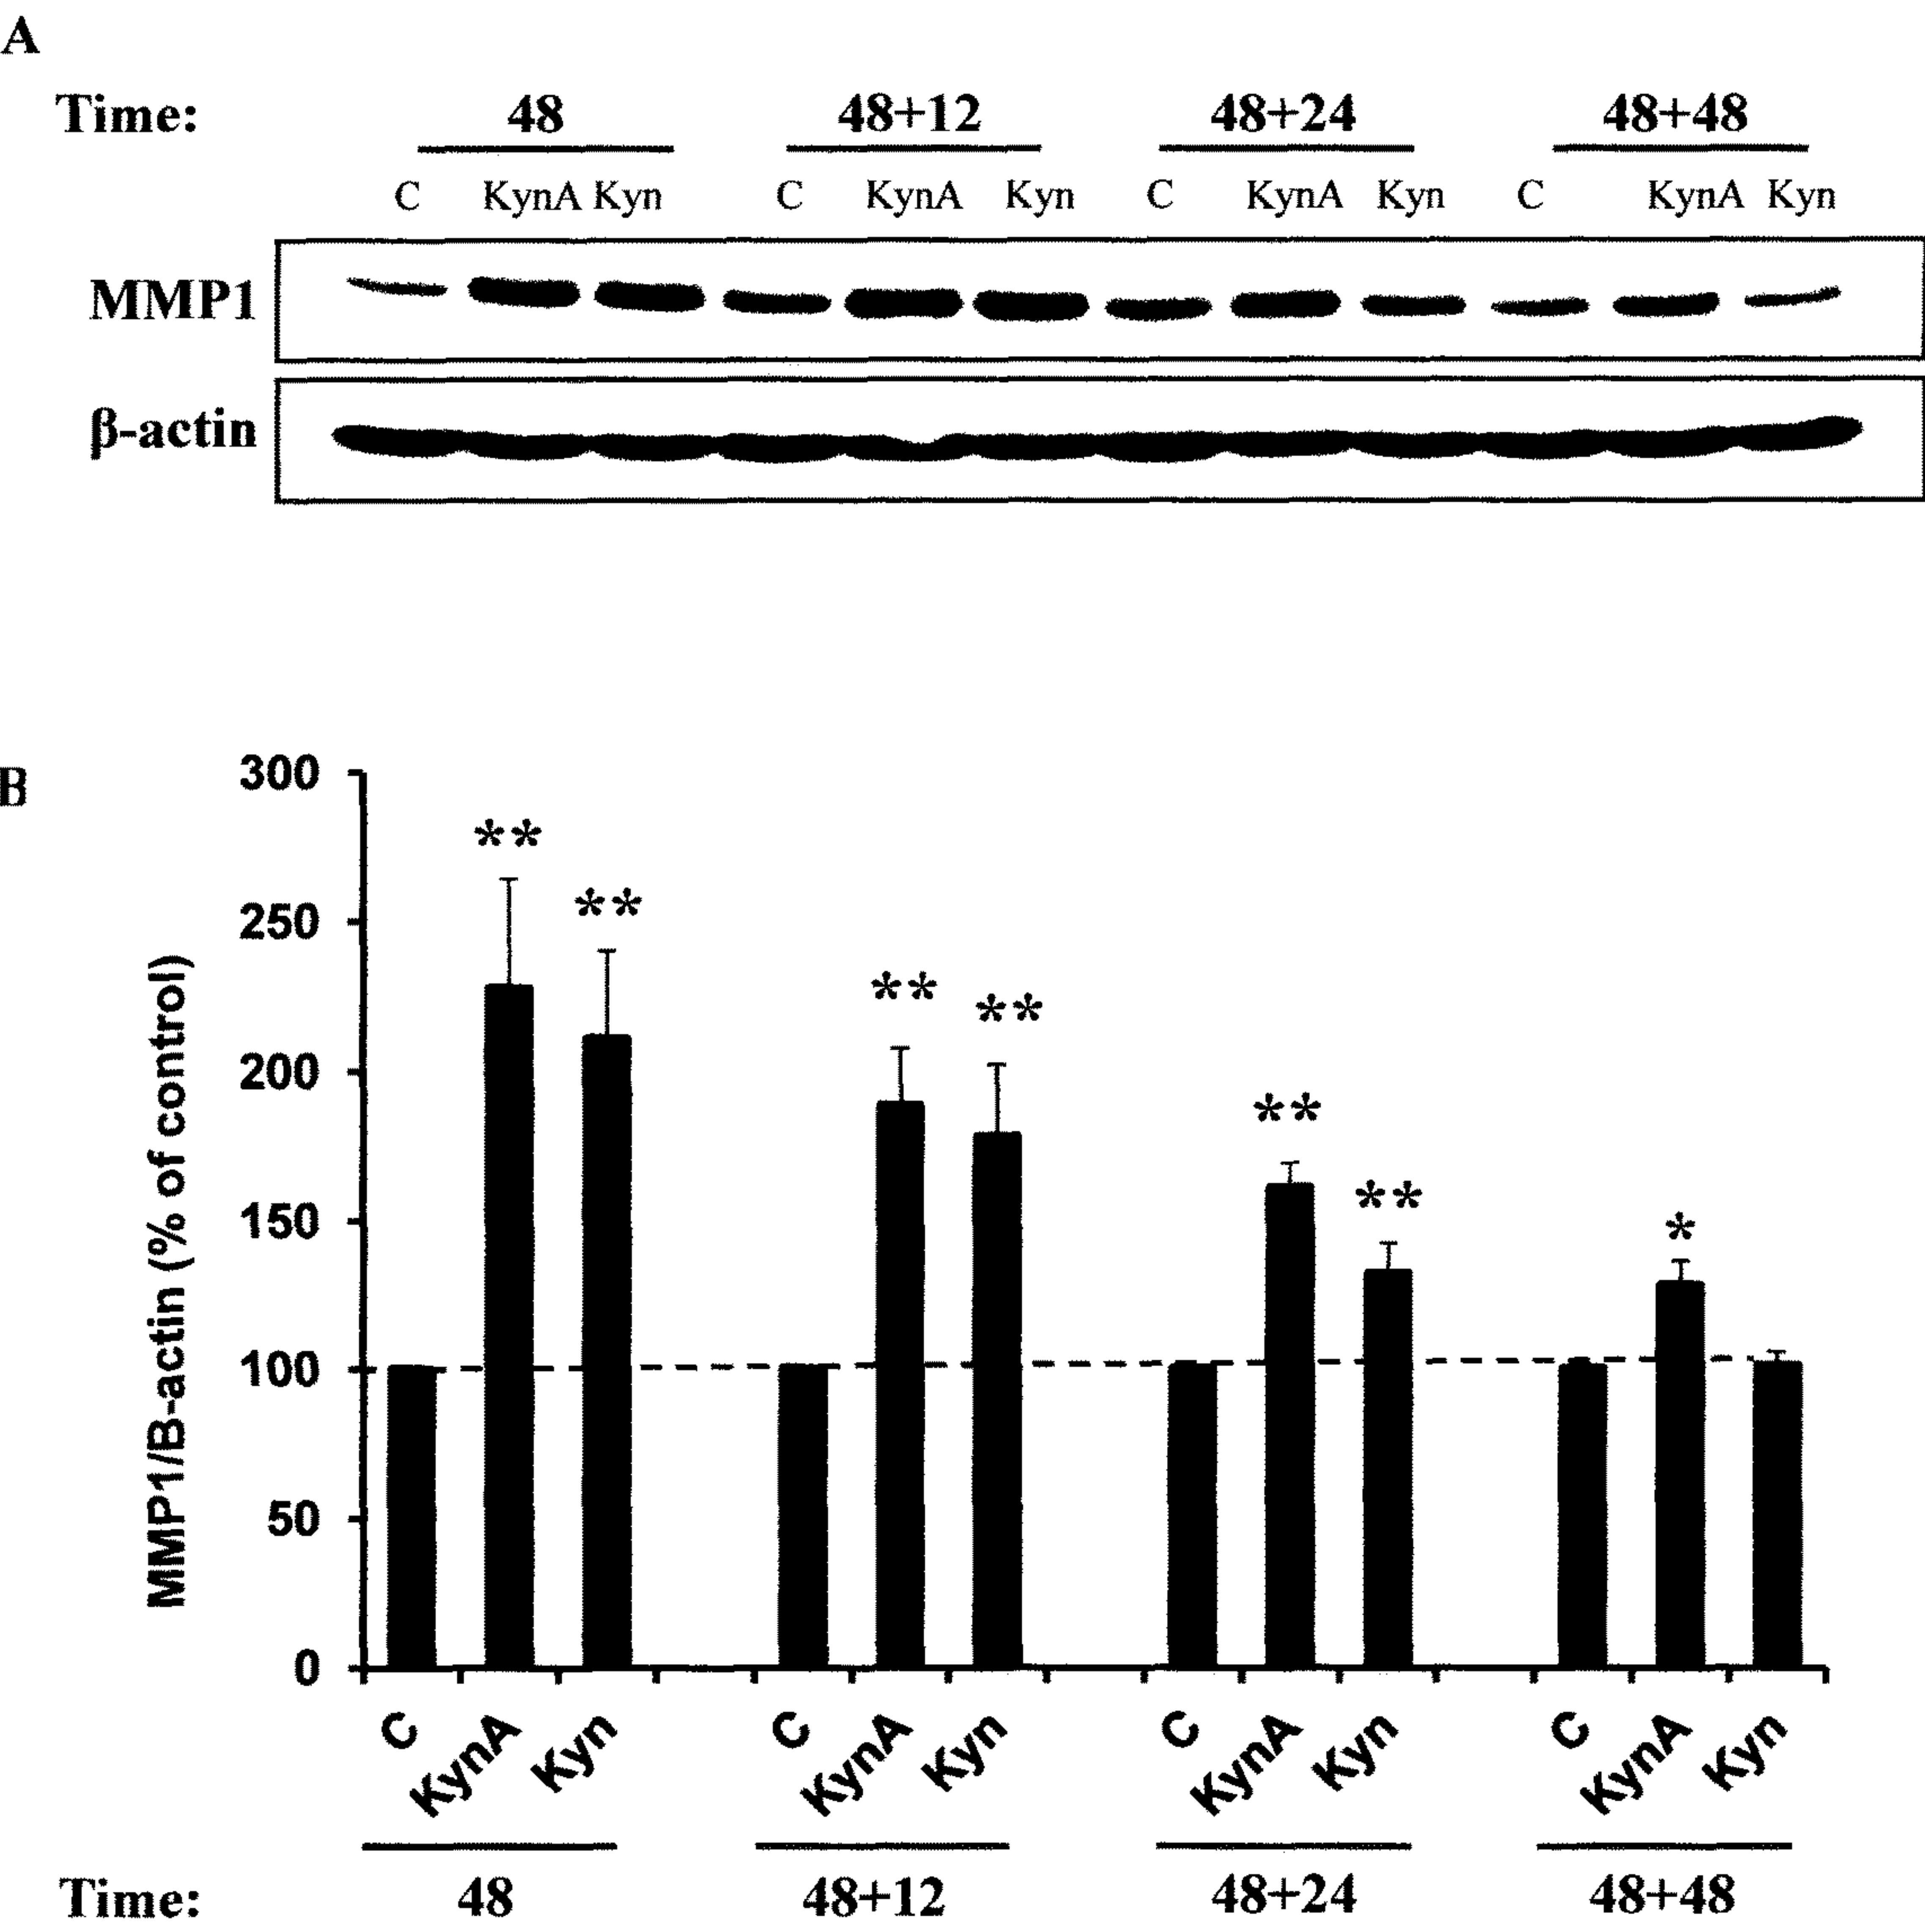 A
Time: 48 48+12 48+24 48+48
C KynA Kyn C KynA Kyn C KynA Kyn C KynA Kyn
MMP1
β-actin
B
MMP1/B-actin (% of control)
300
250
200
150
100
50
0
** ** ** ** ** ** *
C KynA Kyn C KynA Kyn C KynA Kyn C KynA Kyn
Time: 48 48+12 48+24 48+48